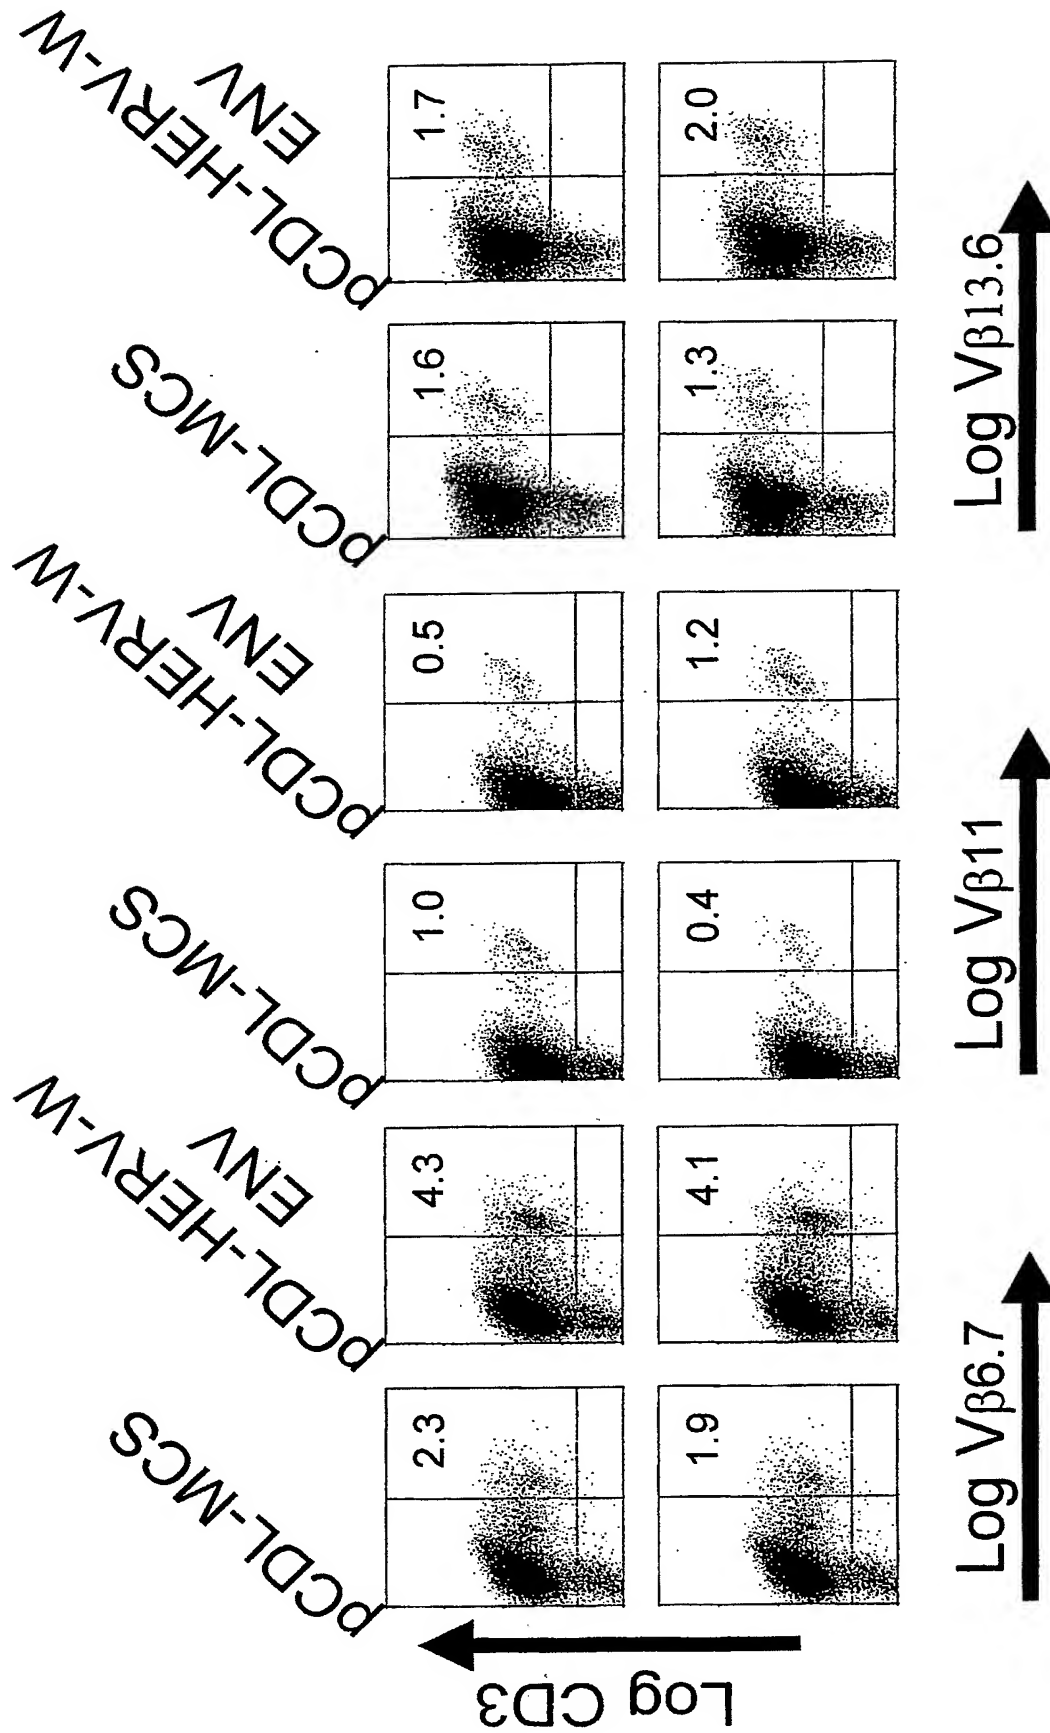 pCDL-MCS
pCDL-HERV-W
ENV
pCDL-MCS
pCDL-HERV-W
ENV
pCDL-MCS
pCDL-HERV-W
ENV
2.3
4.3
1.0
0.5
1.6
1.7
1.9
4.1
0.4
1.2
1.3
2.0
Log CD3
Log Vβ6.7
Log Vβ11
Log Vβ13.6